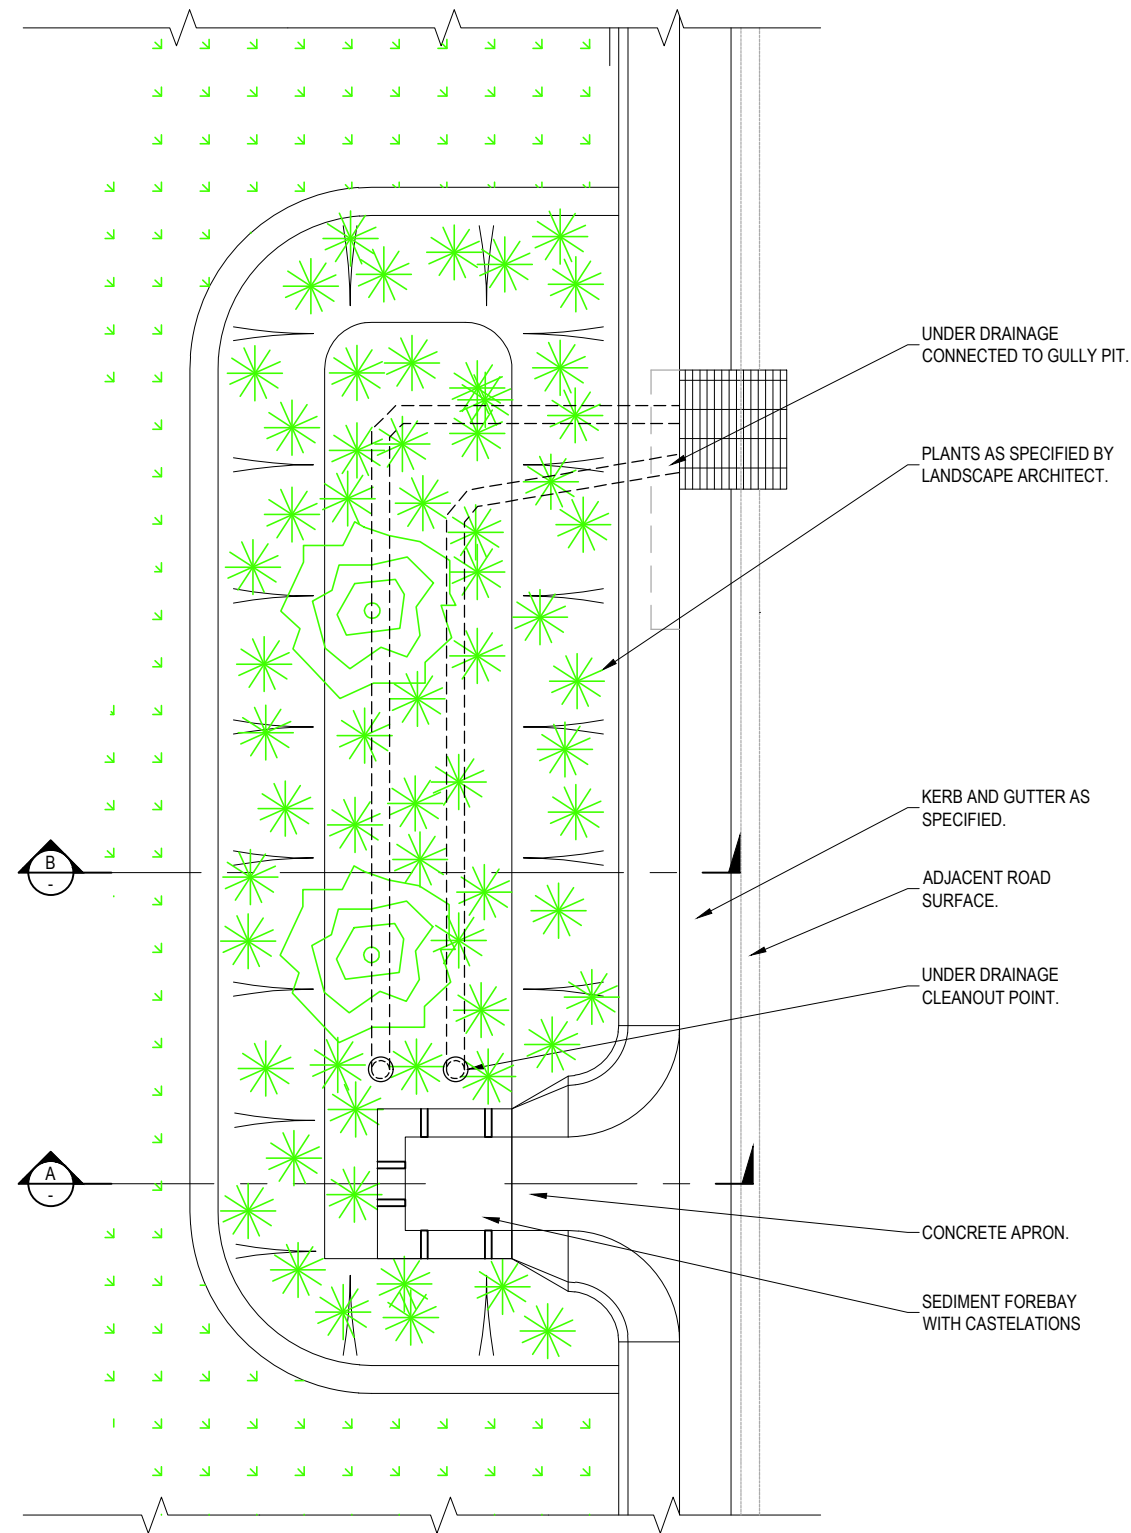 UNDER DRAINAGE
CONNECTED TO GULLY PIT.
PLANTS AS SPECIFIED BY
LANDSCAPE ARCHITECT.
KERB AND GUTTER AS
SPECIFIED.
B
-
ADJACENT ROAD
SURFACE.
UNDER DRAINAGE
CLEANOUT POINT.
A
-
CONCRETE APRON.
SEDIMENT FOREBAY
WITH CASTELATIONS